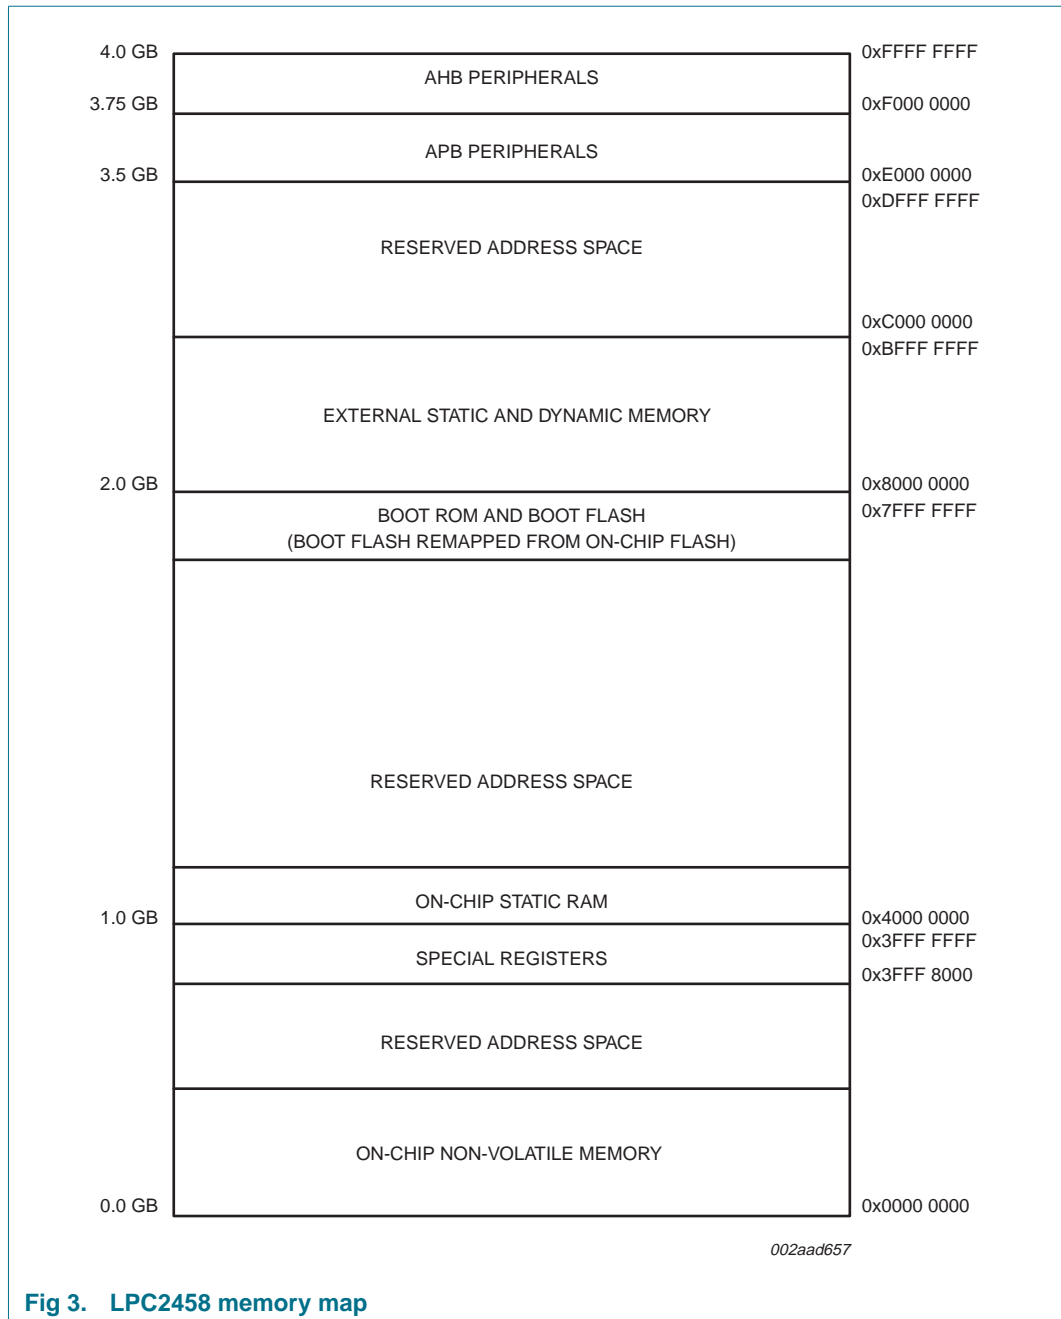 4.0 GB
0xFFFF FFFF
AHB PERIPHERALS
3.75 GB
0xF000 0000
APB PERIPHERALS
3.5 GB
0xE000 0000
0xDFFF FFFF
RESERVED ADDRESS SPACE
0xC000 0000
0xBFFF FFFF
EXTERNAL STATIC AND DYNAMIC MEMORY
2.0 GB
0x8000 0000
0x7FFF FFFF
BOOT ROM AND BOOT FLASH
(BOOT FLASH REMAPPED FROM ON-CHIP FLASH)
RESERVED ADDRESS SPACE
ON-CHIP STATIC RAM
1.0 GB
0x4000 0000
0x3FFF FFFF
SPECIAL REGISTERS
0x3FFF 8000
RESERVED ADDRESS SPACE
ON-CHIP NON-VOLATILE MEMORY
0.0 GB
0x0000 0000
002aad657
Fig 3. LPC2458 memory map